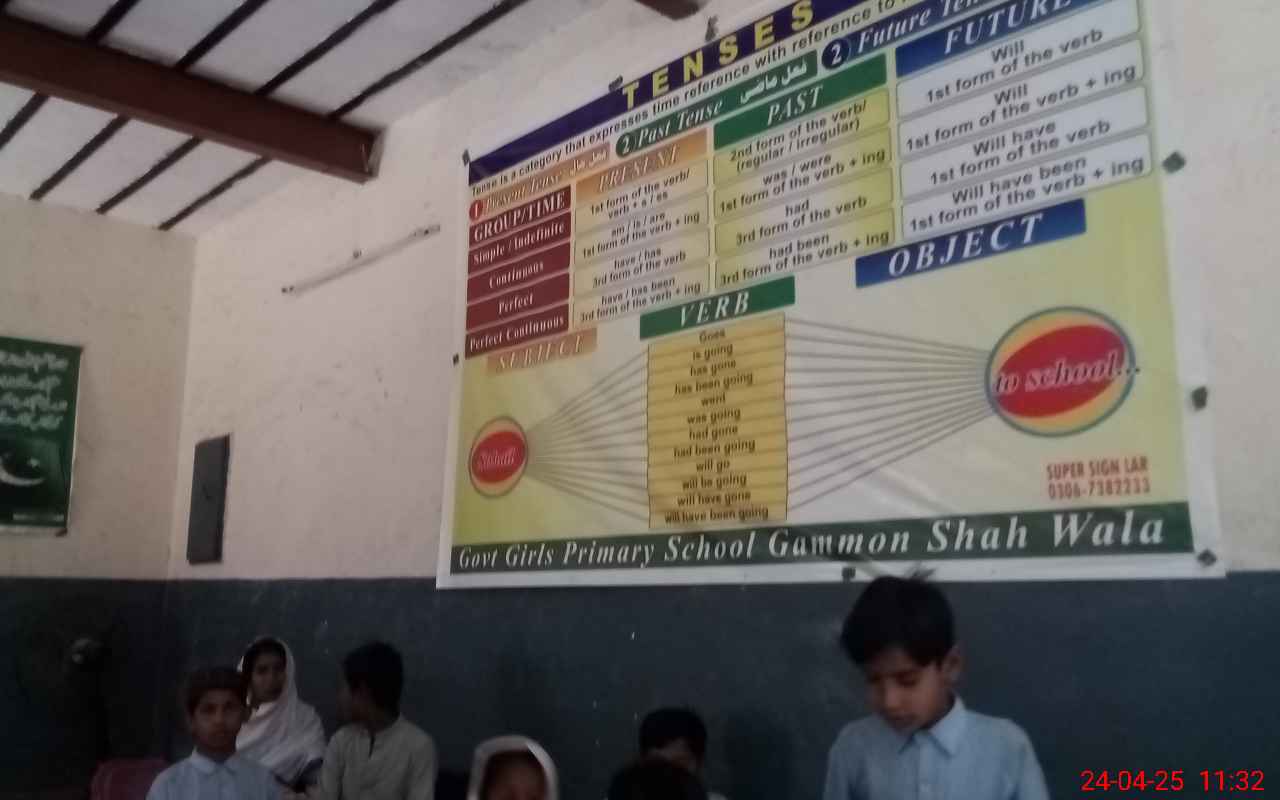 TENSES
Tense is a category that expresses time reference with reference to
1 Present Tense فعل حال
2 Past Tense فعل ماضی
2 Future Ten
GROUP/TIME
Simple / Indefinite
Continuous
Perfect
Perfect Continuous
PRESENT
1st form of the verb/
verb + s / es
am / is / are
1st form of the verb + ing
have / has
3rd form of the verb
have / has been
3rd form of the verb + ing
PAST
2nd form of the verb/
(regular / irregular)
was / were
1st form of the verb + ing
had
3rd form of the verb
had been
3rd form of the verb + ing
FUTURE
Will
1st form of the verb
Will
1st form of the verb + ing
Will have
1st form of the verb
Will have been
1st form of the verb + ing
SUBJECT
VERB
OBJECT
Goes
is going
has gone
has been going
went
was going
had gone
had been going
will go
will be going
will have gone
will have been going
to school...
SUPER SIGN LAR
0306-7382233
Govt Girls Primary School Gammon Shah Wala
24-04-25 11:32